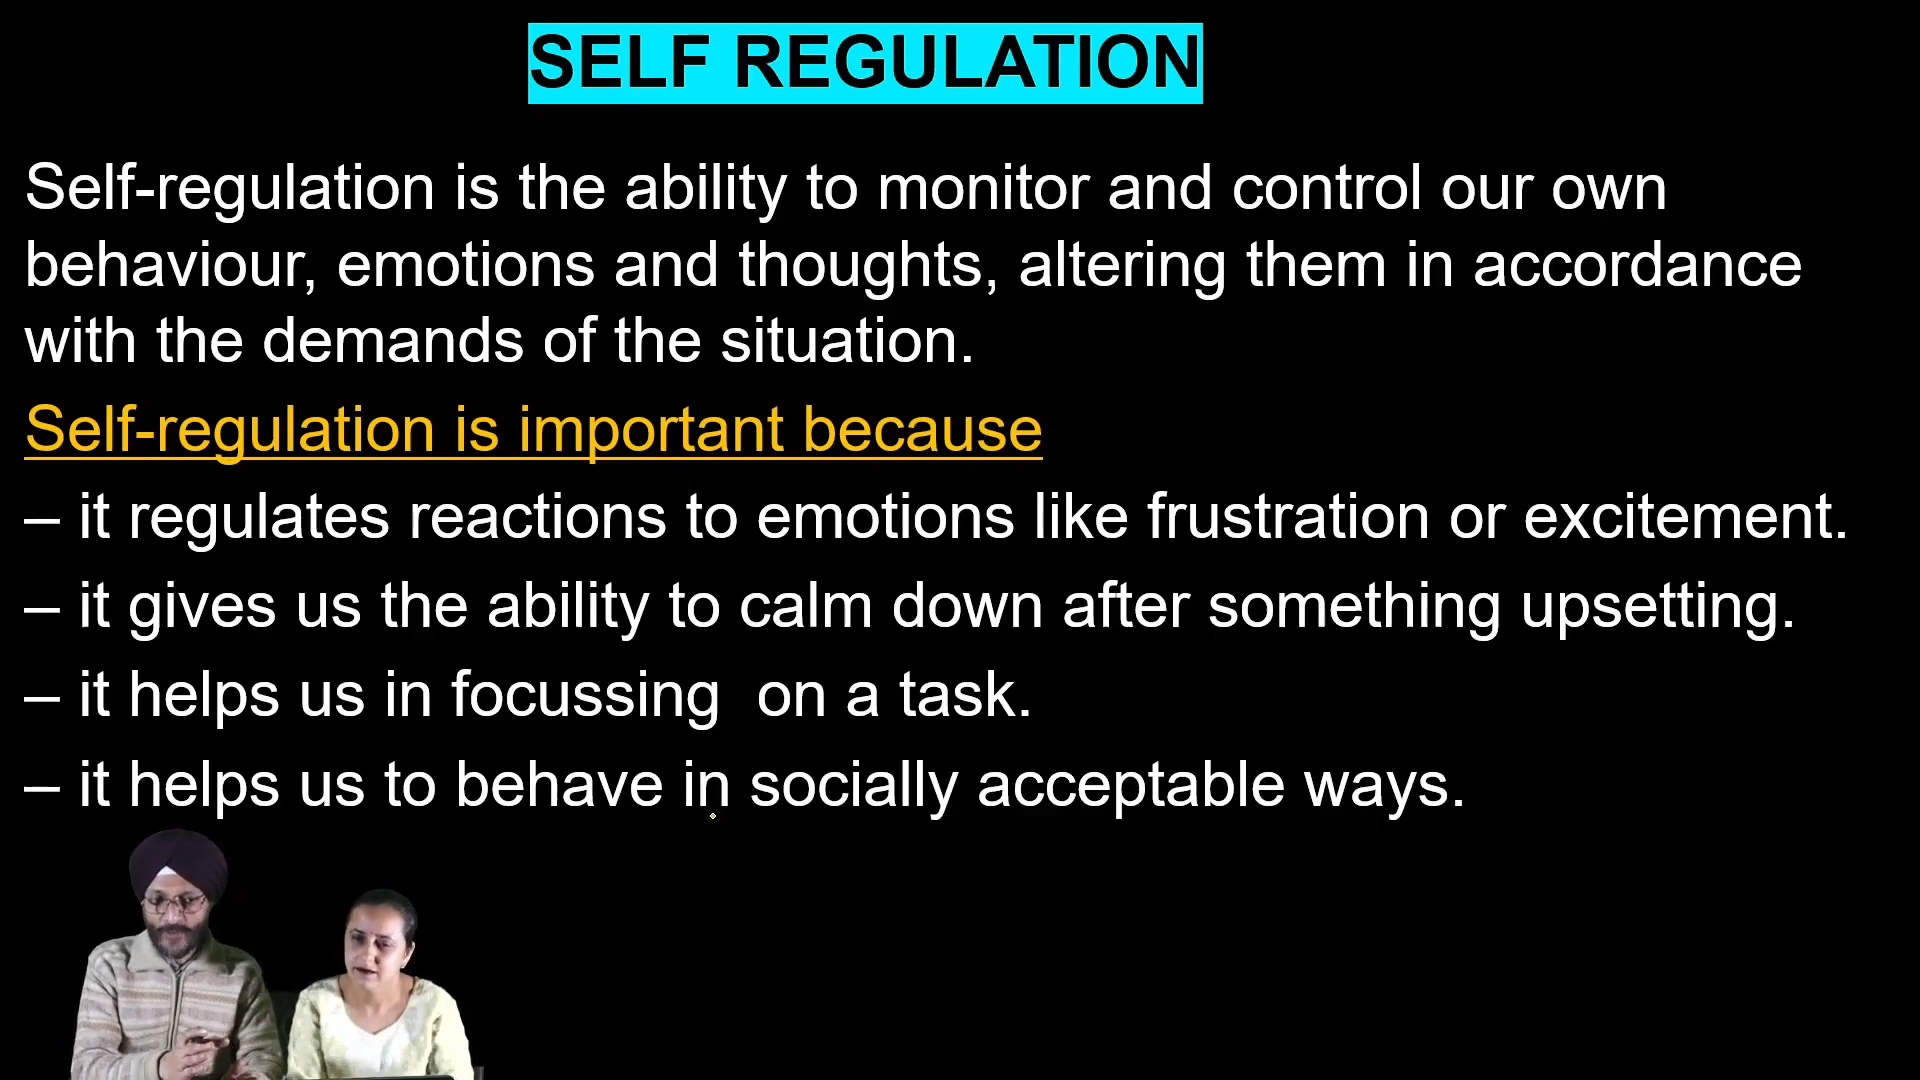 SELF REGULATION
Self-regulation is the ability to monitor and control our own
behaviour, emotions and thoughts, altering them in accordance
with the demands of the situation.
Self-regulation is important because
– it regulates reactions to emotions like frustration or excitement.
– it gives us the ability to calm down after something upsetting.
– it helps us in focussing  on a task.
– it helps us to behave in socially acceptable ways.